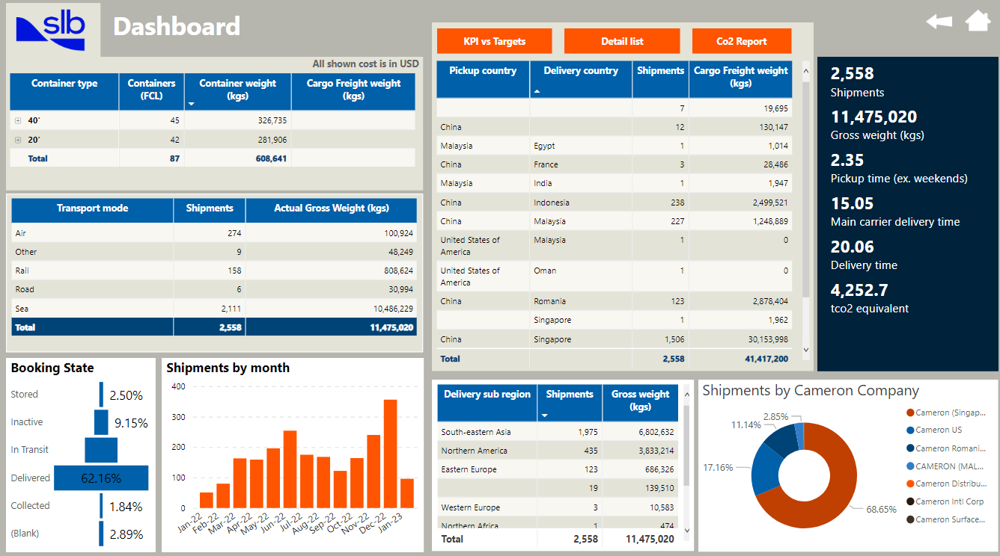 slb
Dashboard
All shown cost is in USD
Container type Containers (FCL) Container weight (kgs) Cargo Freight weight (kgs)
40' 45 326,735
20' 42 281,906
Total 87 608,641
Transport mode Shipments Actual Gross Weight (kgs)
Air 274 100,924
Other 9 48,249
Rail 158 808,624
Road 6 30,994
Sea 2,111 10,486,229
Total 2,558 11,475,020
Booking State
Stored 2.50%
Inactive 9.15%
In Transit
Delivered 62.16%
Collected 1.84%
(Blank) 2.89%
Shipments by month
400
300
200
100
0
Jan-22 Feb-22 Mar-22 Apr-22 May-22 Jun-22 Jul-22 Aug-22 Sep-22 Oct-22 Nov-22 Dec-22 Jan-23
KPI vs Targets Detail list Co2 Report
Pickup country Delivery country Shipments Cargo Freight weight (kgs)
7 19,695
China 12 130,147
Malaysia Egypt 1 1,014
China France 3 28,486
Malaysia India 1 1,947
China Indonesia 238 2,499,521
China Malaysia 227 1,248,889
United States of America Malaysia 1 0
United States of America Oman 1 0
China Romania 123 2,878,404
Singapore 1 1,962
China Singapore 1,506 30,153,998
Total 2,558 41,417,200
2,558
Shipments
11,475,020
Gross weight (kgs)
2.35
Pickup time (ex. weekends)
15.05
Main carrier delivery time
20.06
Delivery time
4,252.7
tco2 equivalent
Delivery sub region Shipments Gross weight (kgs)
South-eastern Asia 1,975 6,802,632
Northern America 435 3,833,214
Eastern Europe 123 686,326
19 139,510
Western Europe 3 10,583
Northern Africa 1 474
Total 2,558 11,475,020
Shipments by Cameron Company
2.85%
11.14%
17.16%
68.65%
Cameron (Singap...
Cameron US
Cameron Romani...
CAMERON (MAL...
Cameron Distribu...
Cameron Intl Corp
Cameron Surface...